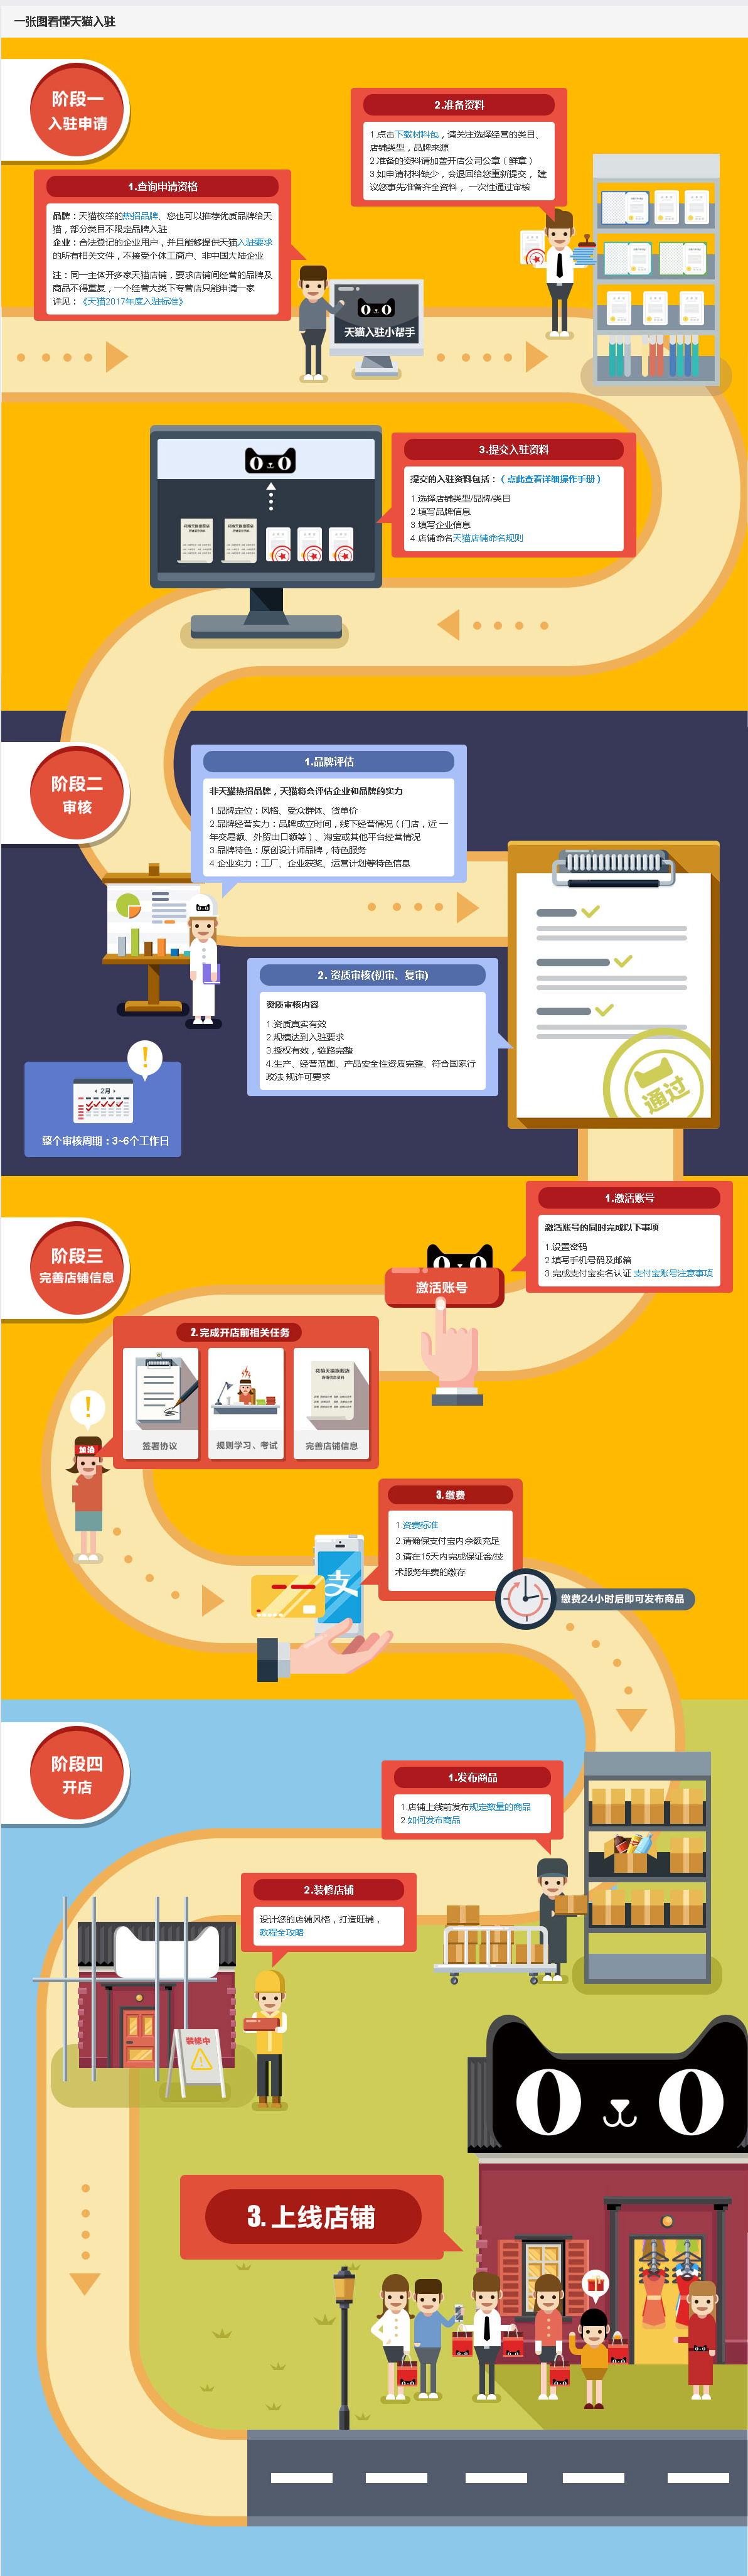 一张图看懂天猫入驻
阶段一
入驻申请
2.准备资料
1.点击下载材料包，请关注选择经营的类目、
店铺类型，品牌来源
2.准备的资料请加盖开店公司公章（鲜章）
3.如申请材料缺少，会退回给您重新提交，建
议您事先准备齐全资料，一次性通过审核
1.查询申请资格
品牌：天猫枚举的热招品牌、您也可以推荐优质品牌给天
猫，部分类目不限定品牌入驻
企业：合法登记的企业用户，并且能够提供天猫入驻要求
的所有相关文件，不接受个体工商户、非中国大陆企业
注：同一主体开多家天猫店铺，要求店铺间经营的品牌及
商品不得重复，一个经营大类下专营店只能申请一家
详见：《天猫2017年度入驻标准》
天猫入驻小帮手
3.提交入驻资料
提交的入驻资料包括：（点此查看详细操作手册）
1.选择店铺类型/品牌/类目
2.填写品牌信息
3.填写企业信息
4.店铺命名天猫店铺命名规则
阶段二
审核
1.品牌评估
非天猫热招品牌，天猫将会评估企业和品牌的实力
1.品牌定位：风格、受众群体、货单价
2.品牌经营实力：品牌成立时间，线下经营情况（门店，近一
年交易额、外贸出口额等）、淘宝或其他平台经营情况
3.品牌特色：原创设计师品牌，特色服务
4.企业实力：工厂、企业获奖、运营计划等特色信息
2. 资质审核(初审、复审)
资质审核内容
1.资质真实有效
2.规模达到入驻要求
3.授权有效，链路完整
4.生产、经营范围、产品安全性资质完整、符合国家行
政法 规许可要求
通过
2月
整个审核周期：3-6个工作日
1.激活账号
激活账号的同时完成以下事项
1.设置密码
2.填写手机号码及邮箱
3.完成支付宝实名认证 支付宝账号注意事项
阶段三
完善店铺信息
激活账号
2.完成开店前相关任务
签署协议
规则学习、考试
完善店铺信息
加油
3.缴费
1.资费标准
2.请确保支付宝内余额充足
3.请在15天内完成保证金/技
术服务年费的缴存
支
缴费24小时后即可发布商品
阶段四
开店
1.发布商品
1.店铺上线前发布规定数量的商品
2.如何发布商品
2.装修店铺
设计您的店铺风格，打造旺铺，
教程全攻略
装修中
3.上线店铺